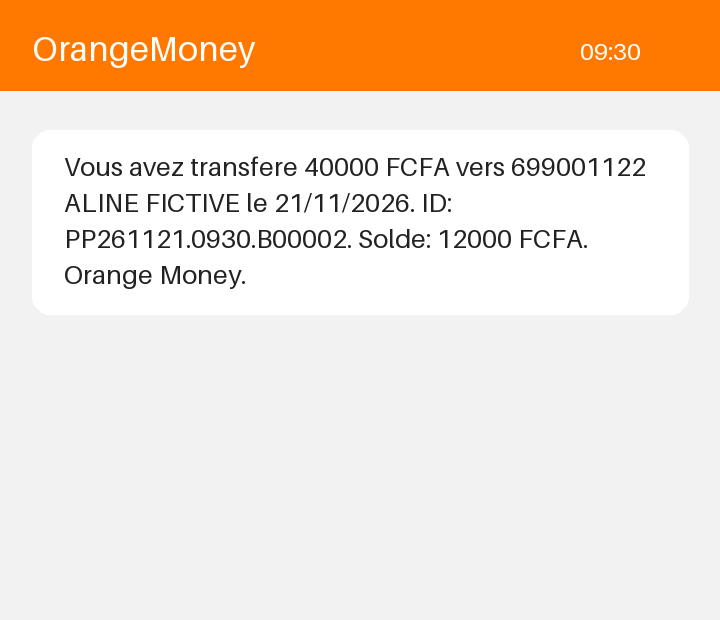 OrangeMoney
09:30
Vous avez transfere 40000 FCFA vers 699001122
ALINE FICTIVE le 21/11/2026. ID:
PP261121.0930.B00002. Solde: 12000 FCFA.
Orange Money.